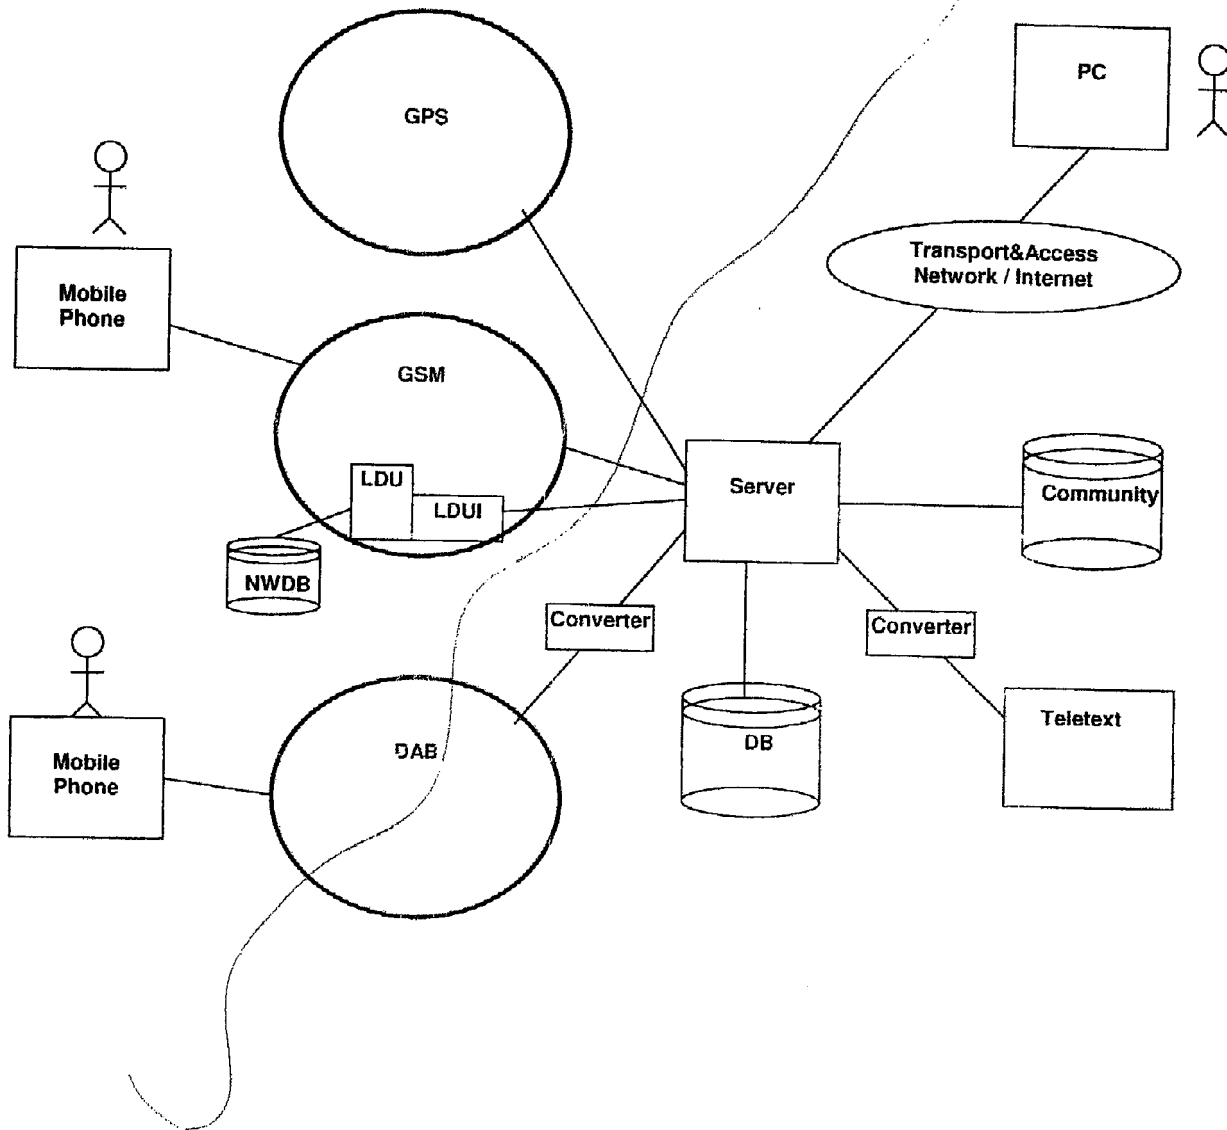 GPS
PC
Transport&Access
Network / Internet
Mobile
Phone
GSM
LDU
LDUI
NWDB
Server
Community
Converter
Converter
Mobile
Phone
DAB
DB
Teletext